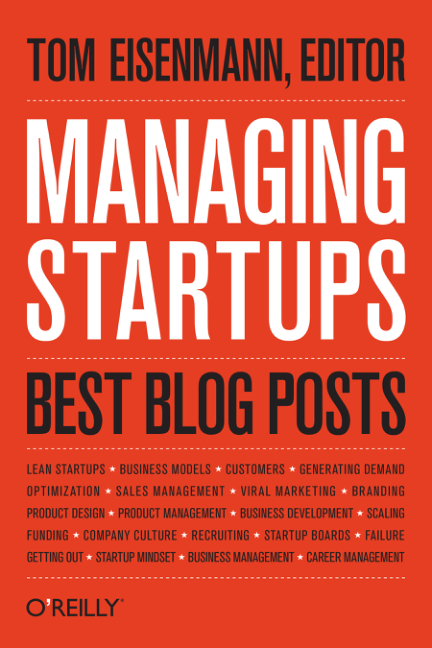 TOM EISENMANN, EDITOR
MANAGING
STARTUPS
BEST BLOG POSTS
LEAN STARTUPS ★ BUSINESS MODELS ★ CUSTOMERS ★ GENERATING DEMAND
OPTIMIZATION ★ SALES MANAGEMENT ★ VIRAL MARKETING ★ BRANDING
PRODUCT DESIGN ★ PRODUCT MANAGEMENT ★ BUSINESS DEVELOPMENT ★ SCALING
FUNDING ★ COMPANY CULTURE ★ RECRUITING ★ STARTUP BOARDS ★ FAILURE
GETTING OUT ★ STARTUP MINDSET ★ BUSINESS MANAGEMENT ★ CAREER MANAGEMENT
O'REILLY®